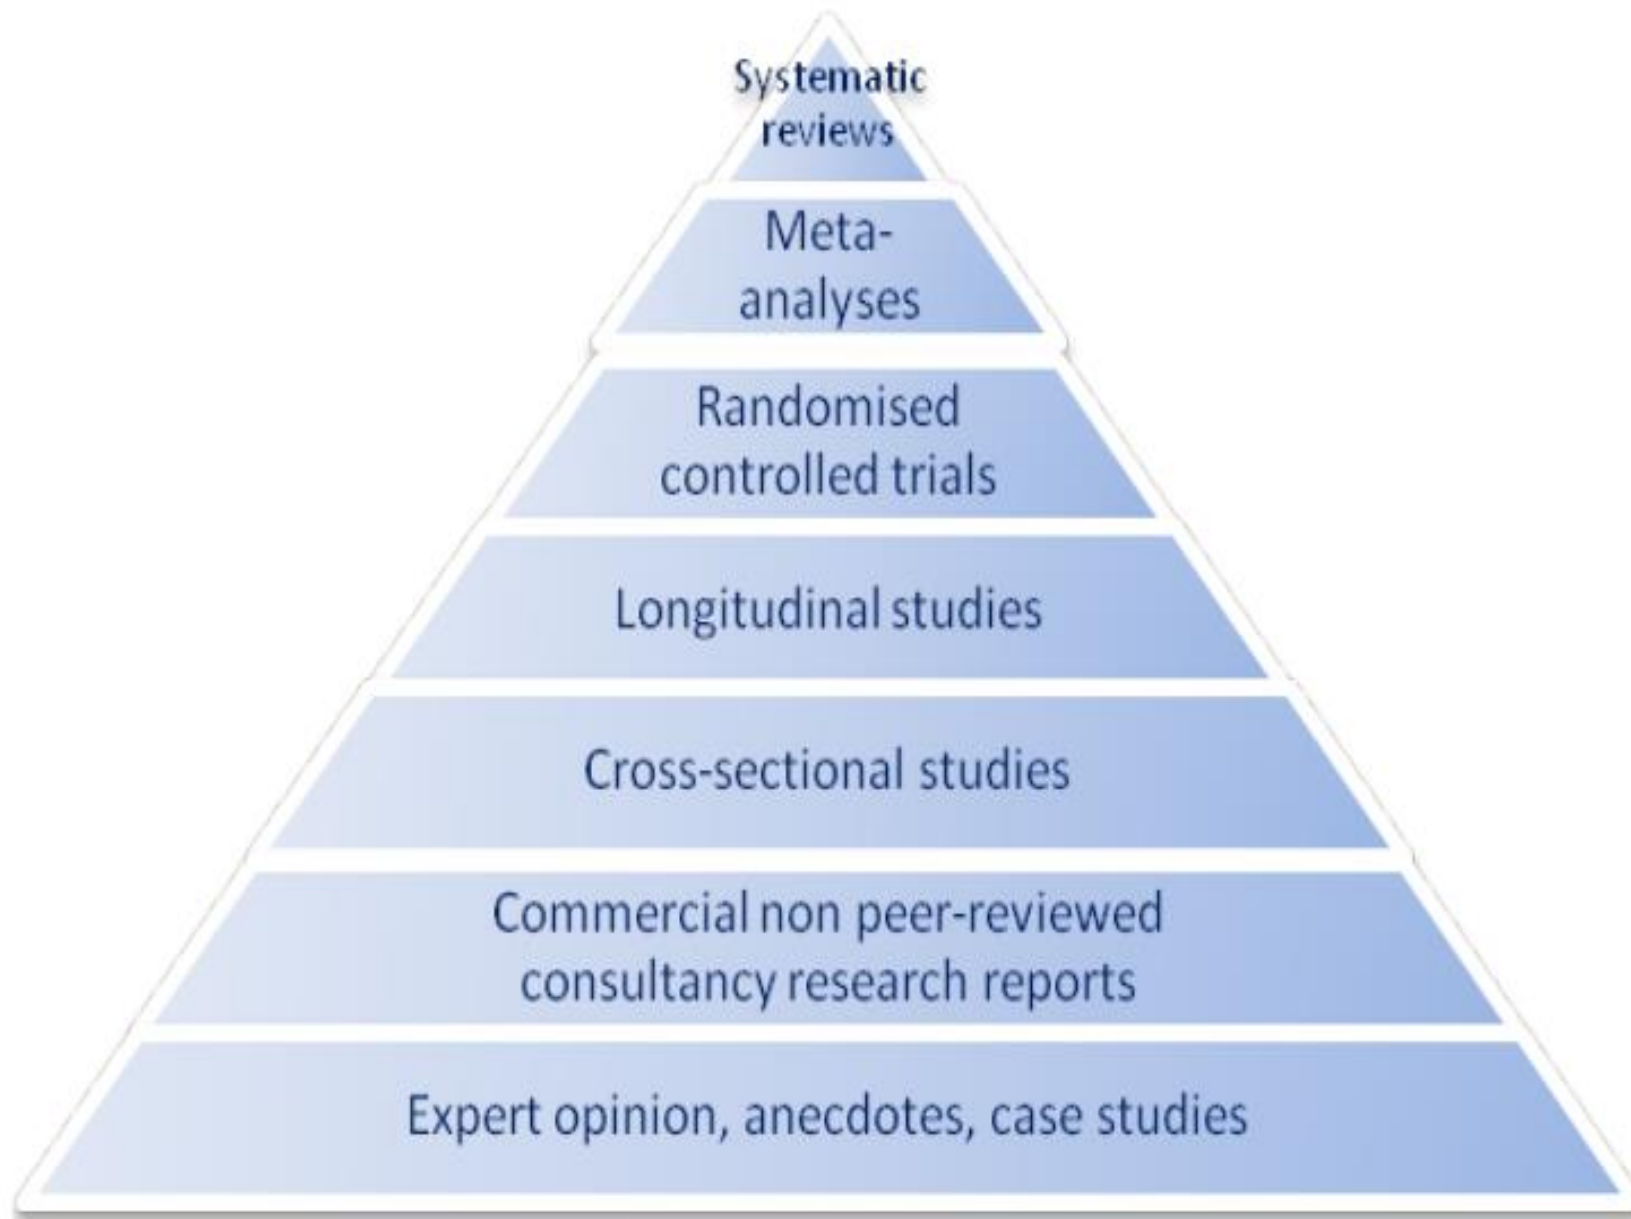 Systematic
reviews
Meta-
analyses
Randomised
controlled trials
Longitudinal studies
Cross-sectional studies
Commercial non peer-reviewed
consultancy research reports
Expert opinion, anecdotes, case studies